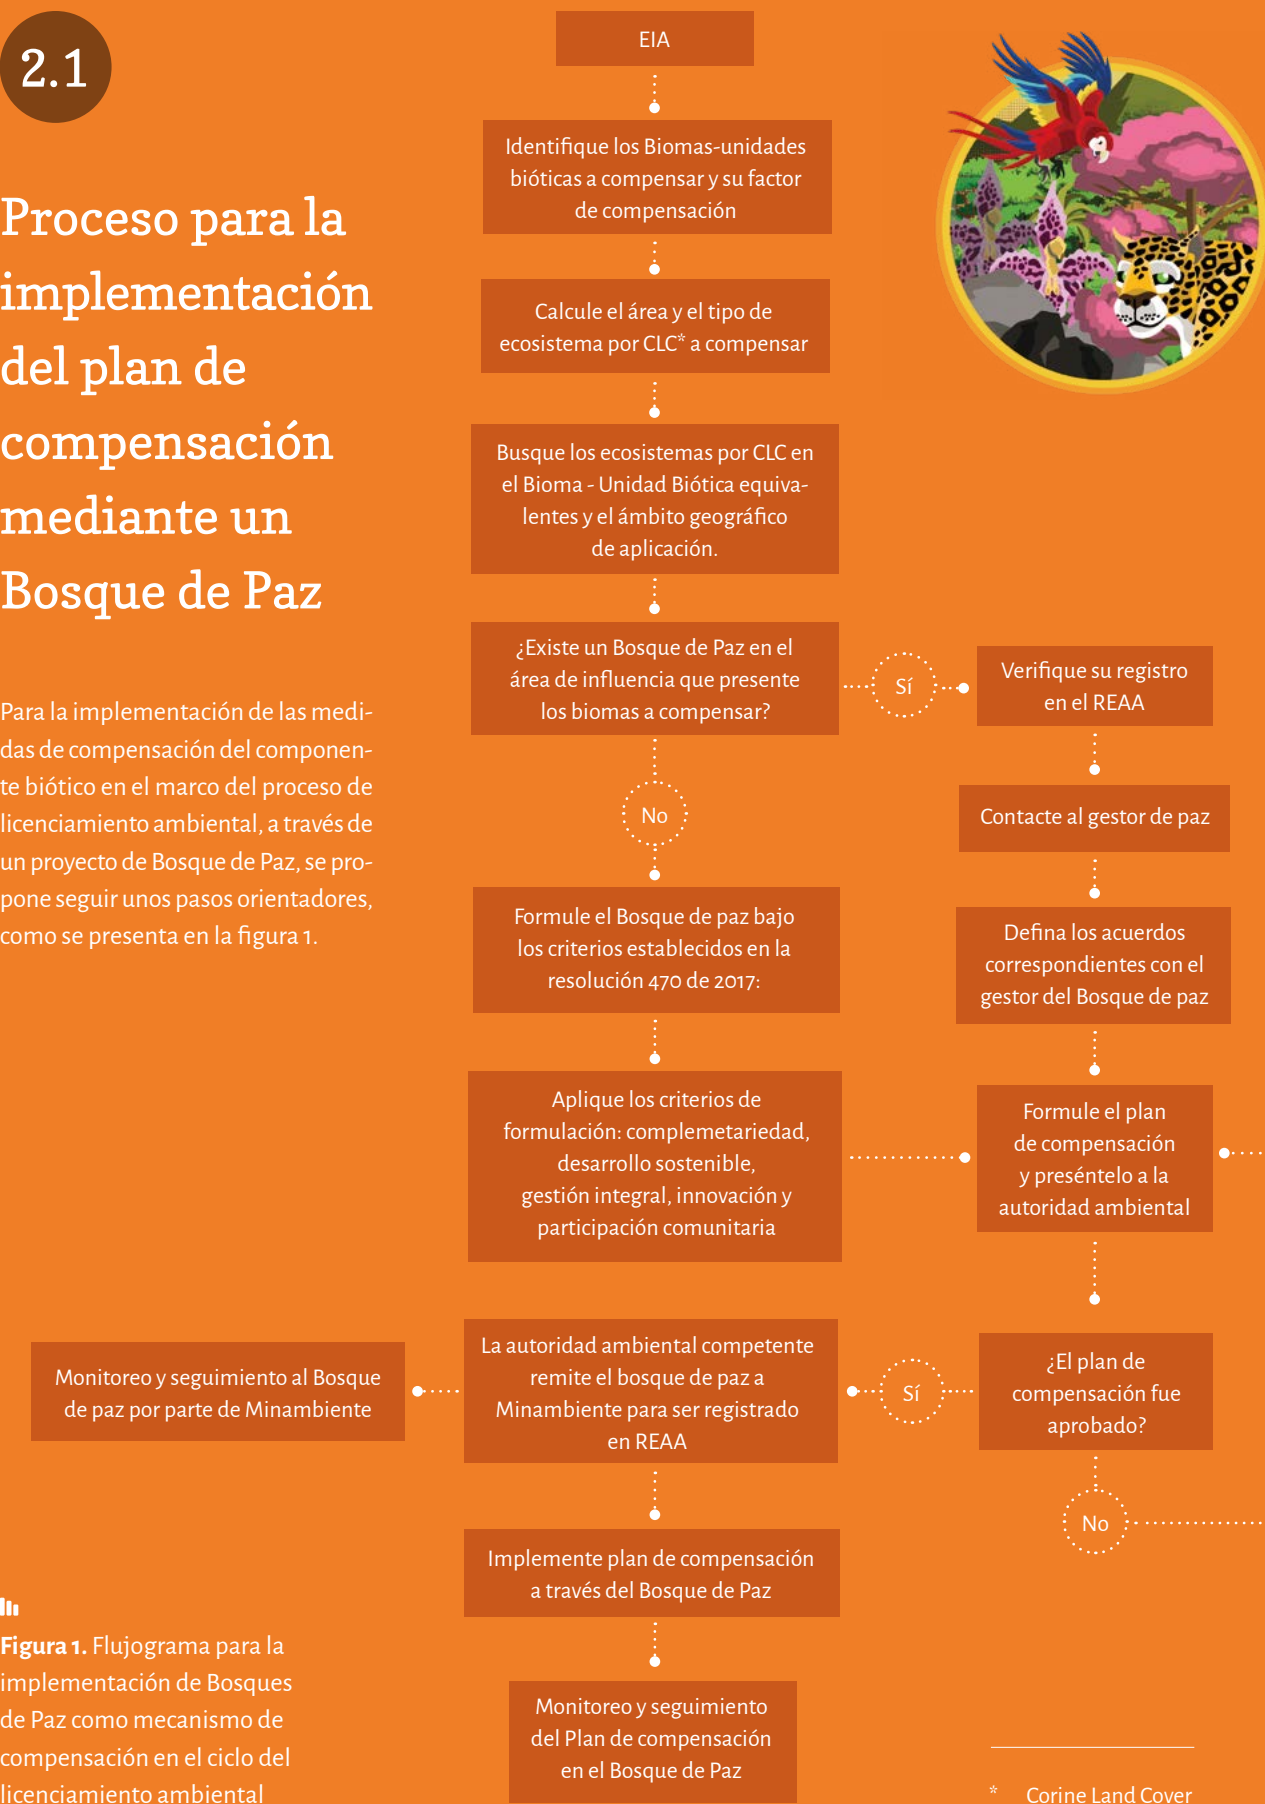 2.1
Proceso para la
implementación
del plan de
compensación
mediante un
Bosque de Paz
Para la implementación de las medi-
das de compensación del componen-
te biótico en el marco del proceso de
licenciamiento ambiental, a través de
un proyecto de Bosque de Paz, se pro-
pone seguir unos pasos orientadores,
como se presenta en la figura 1.
EIA
Identifique los Biomas-unidades
bióticas a compensar y su factor
de compensación
Calcule el área y el tipo de
ecosistema por CLC* a compensar
Busque los ecosistemas por CLC en
el Bioma - Unidad Biótica equiva-
lentes y el ámbito geográfico
de aplicación.
¿Existe un Bosque de Paz en el
área de influencia que presente
los biomas a compensar?
Sí
Verifique su registro
en el REAA
Contacte al gestor de paz
Defina los acuerdos
correspondientes con el
gestor del Bosque de paz
No
Formule el Bosque de paz bajo
los criterios establecidos en la
resolución 470 de 2017:
Aplique los criterios de
formulación: complemetariedad,
desarrollo sostenible,
gestión integral, innovación y
participación comunitaria
Formule el plan
de compensación
y preséntelo a la
autoridad ambiental
¿El plan de
compensación fue
aprobado?
Sí
No
La autoridad ambiental competente
remite el bosque de paz a
Minambiente para ser registrado
en REAA
Monitoreo y seguimiento al Bosque
de paz por parte de Minambiente
Implemente plan de compensación
a través del Bosque de Paz
Monitoreo y seguimiento
del Plan de compensación
en el Bosque de Paz
Figura 1. Flujograma para la
implementación de Bosques
de Paz como mecanismo de
compensación en el ciclo del
licenciamiento ambiental
* Corine Land Cover